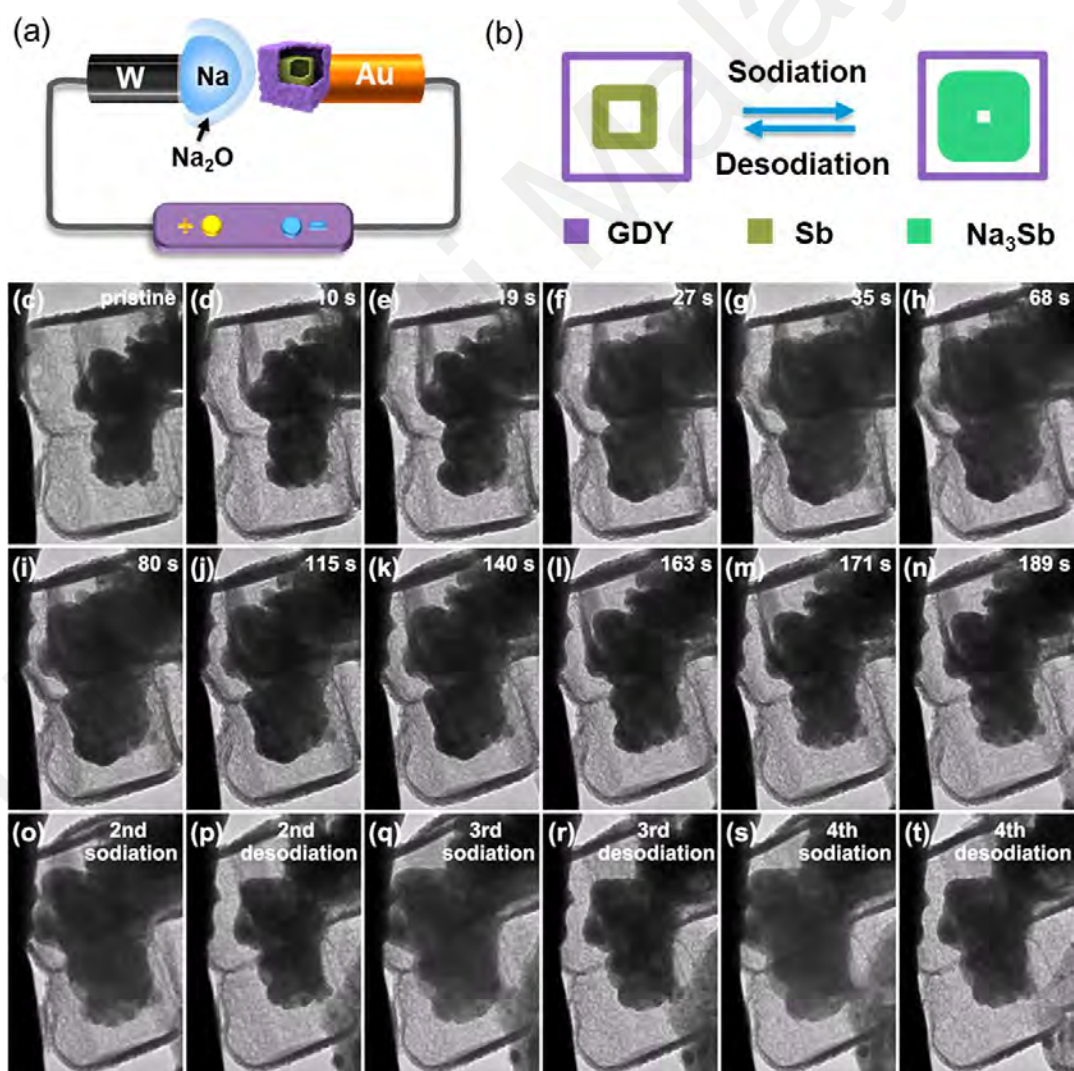 (a)
W
Na
Au
Na₂O
+
−
(b)
Sodiation
Desodiation
GDY
Sb
Na₃Sb
(c) pristine
(d) 10 s
(e) 19 s
(f) 27 s
(g) 35 s
(h) 68 s
(i) 80 s
(j) 115 s
(k) 140 s
(l) 163 s
(m) 171 s
(n) 189 s
(o) 2nd
sodiation
(p) 2nd
desodiation
(q) 3rd
sodiation
(r) 3rd
desodiation
(s) 4th
sodiation
(t) 4th
desodiation